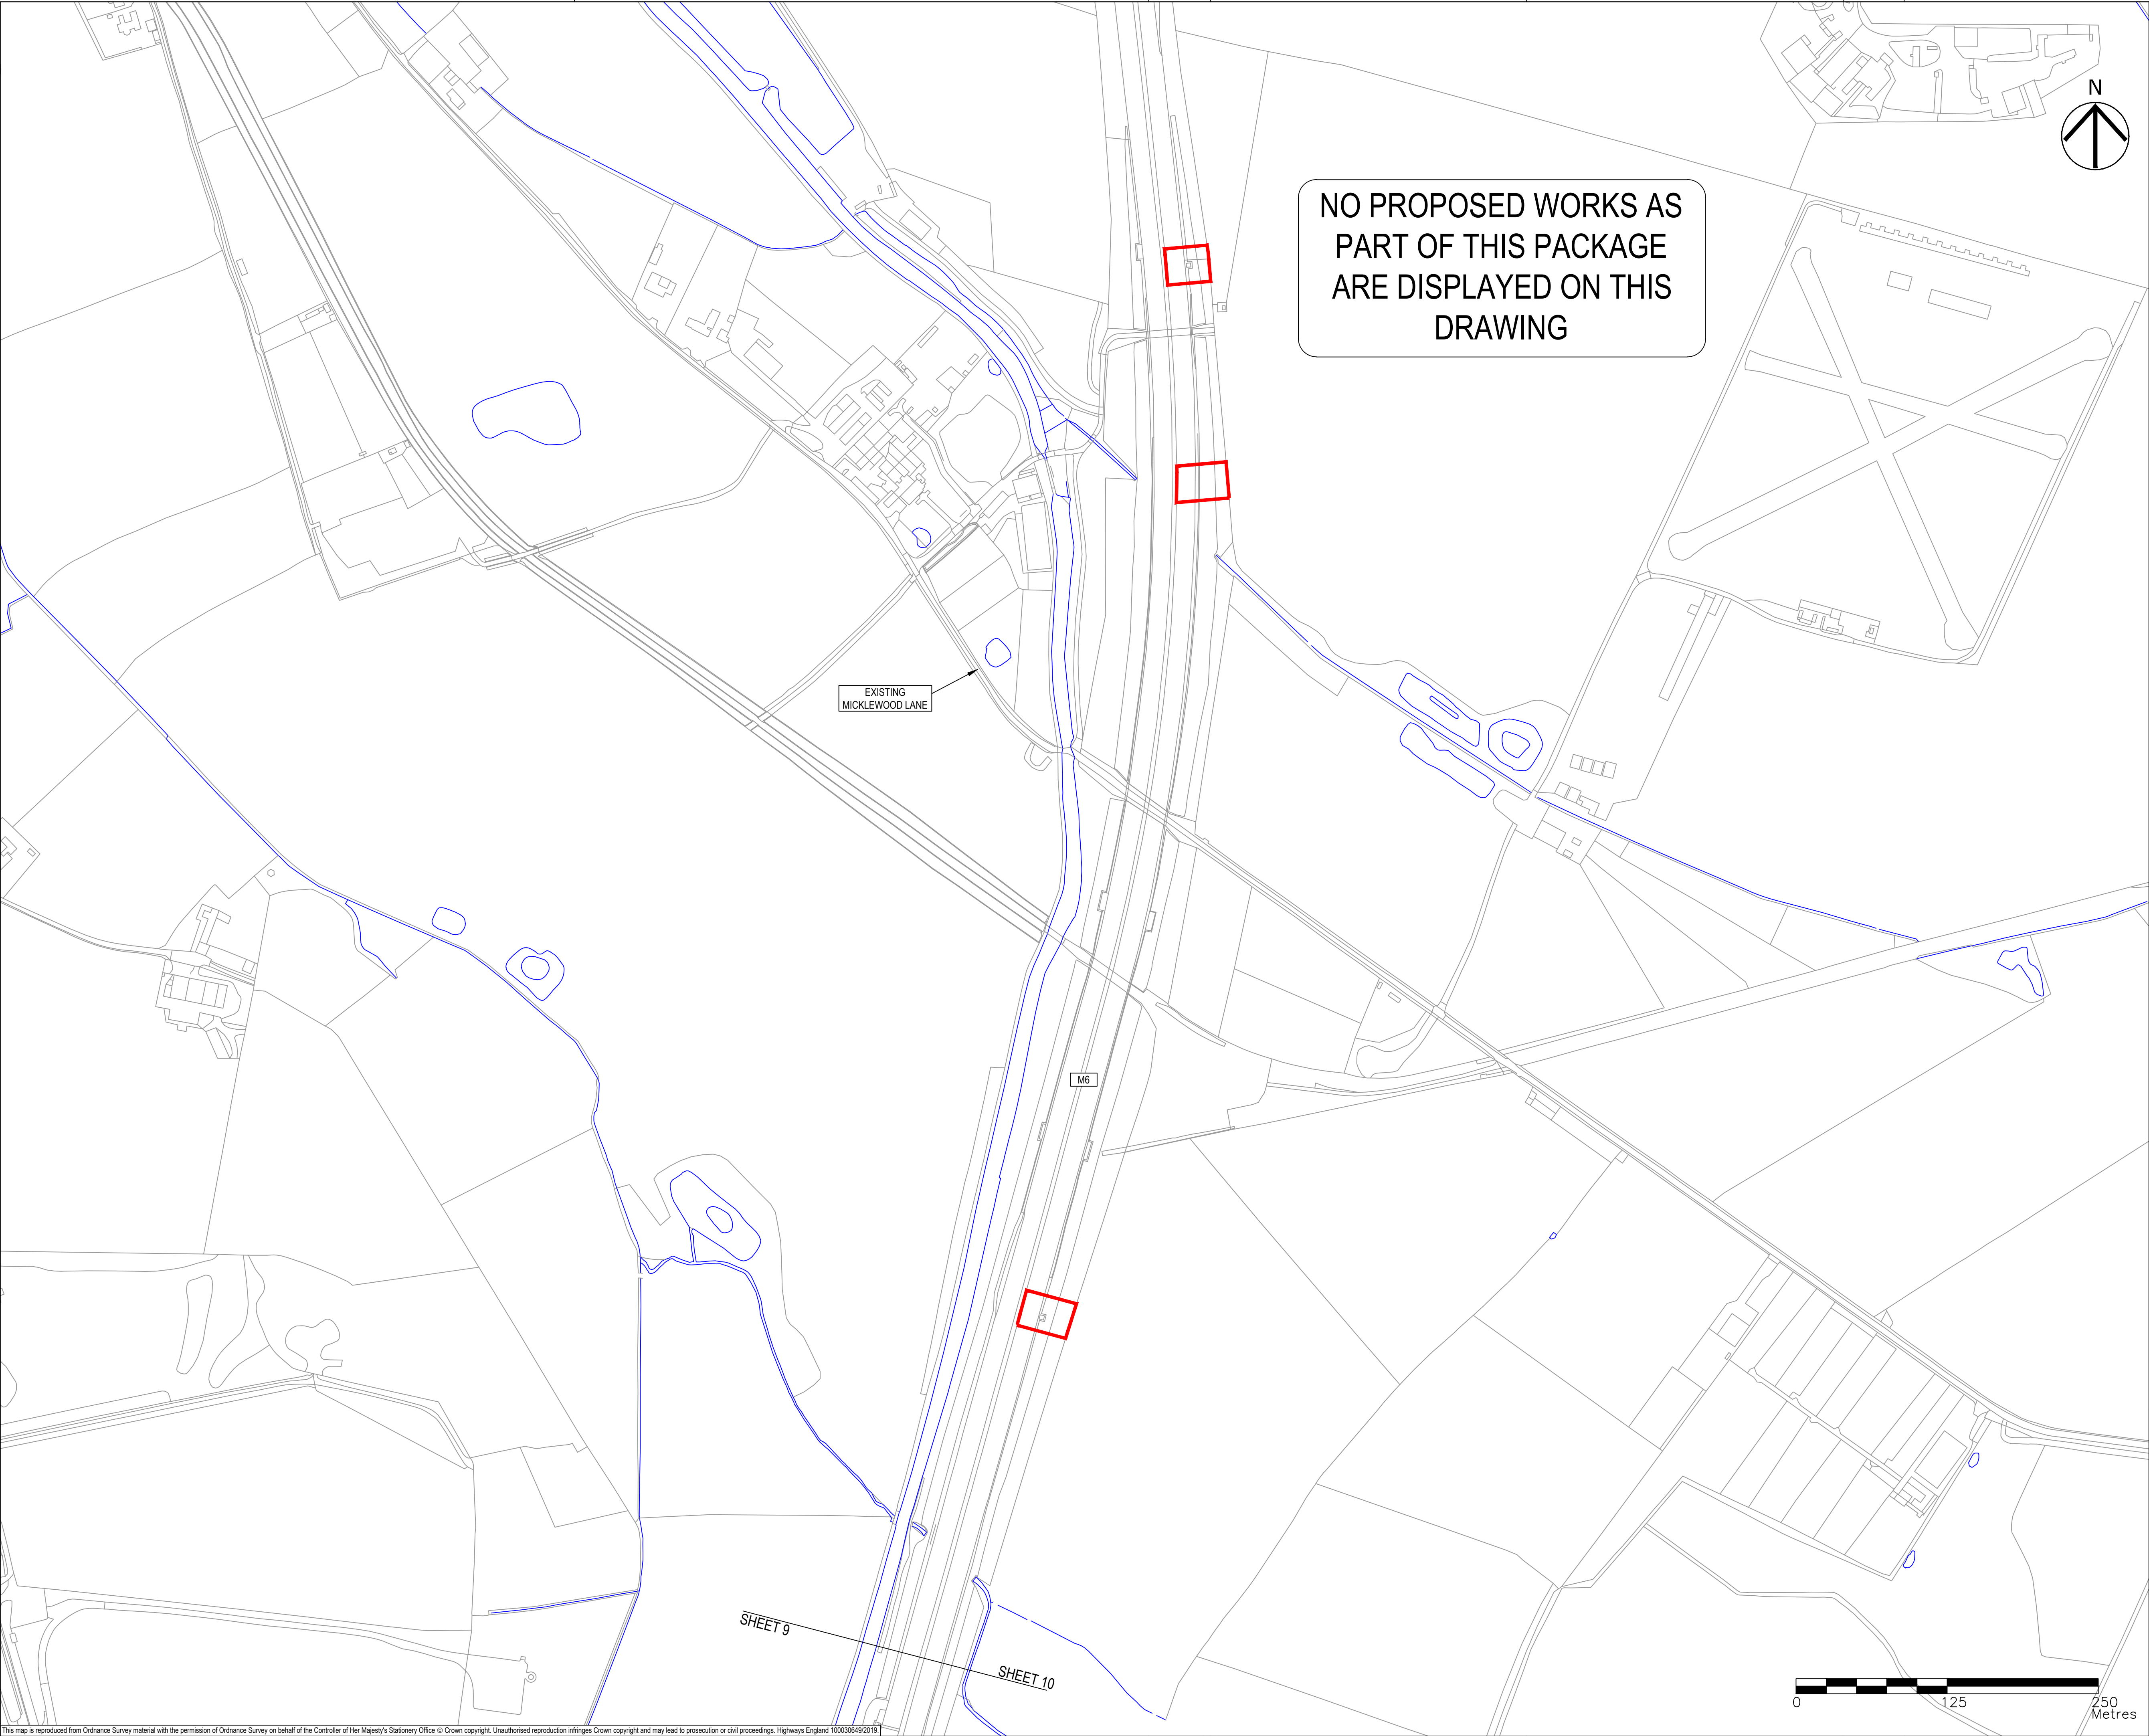 N
NO PROPOSED WORKS AS
PART OF THIS PACKAGE
ARE DISPLAYED ON THIS
DRAWING
EXISTING
MICKLEWOOD LANE
M6
SHEET 9
SHEET 10
0 125 250
Metres
This map is reproduced from Ordnance Survey material with the permission of Ordnance Survey on behalf of the Controller of Her Majesty's Stationery Office © Crown copyright. Unauthorised reproduction infringes Crown copyright and may lead to prosecution or civil proceedings. Highways England 100030649/2019.